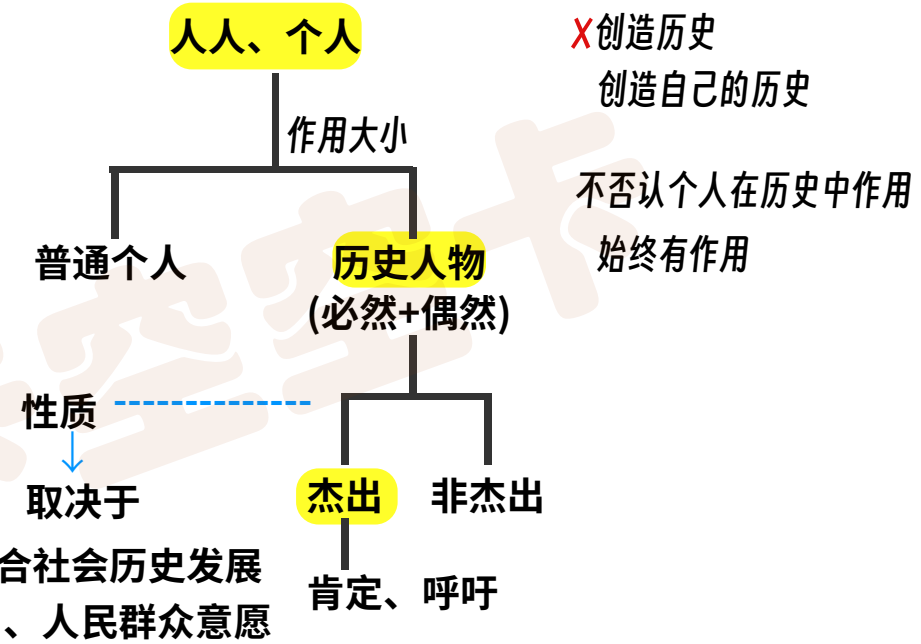 人人、个人
✗创造历史
创造自己的历史
作用大小
不否认个人在历史中作用
始终有作用
普通个人
历史人物
(必然+偶然)
性质
取决于
杰出
非杰出
合社会历史发展
、人民群众意愿
肯定、呼吁
空空卡